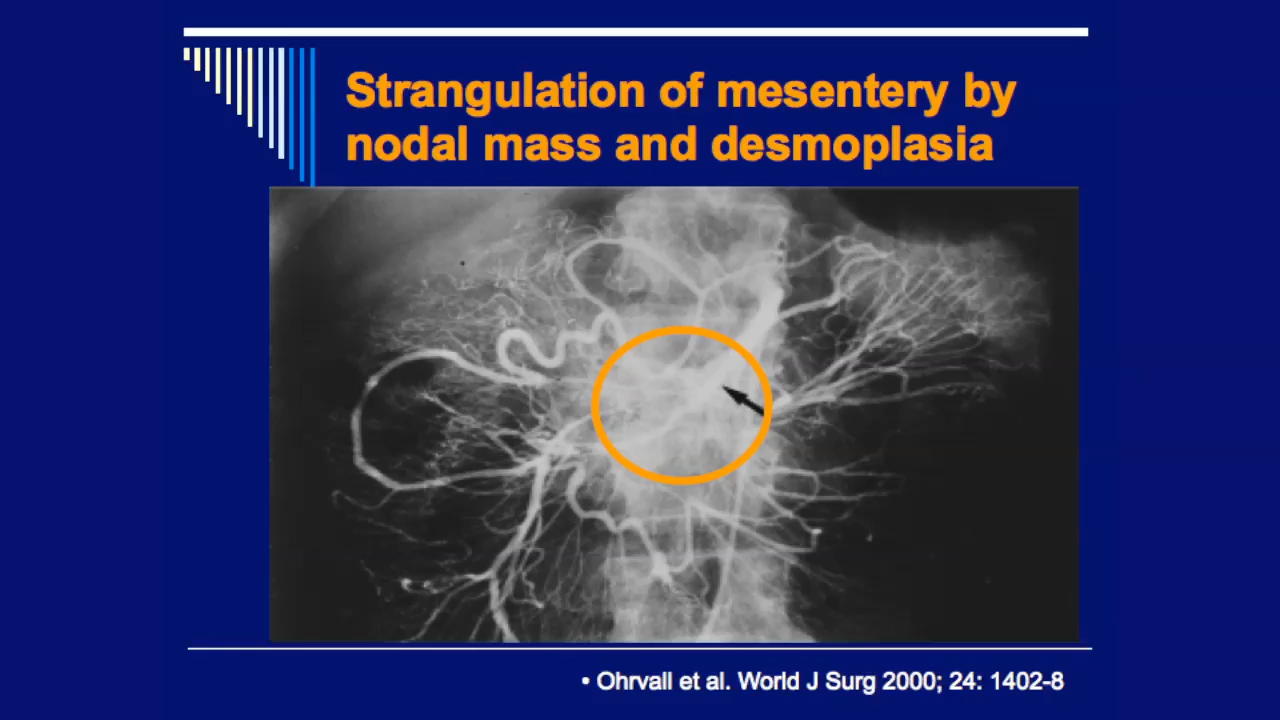 Strangulation of mesentery by
nodal mass and desmoplasia
• Ohrvall et al. World J Surg 2000; 24: 1402-8